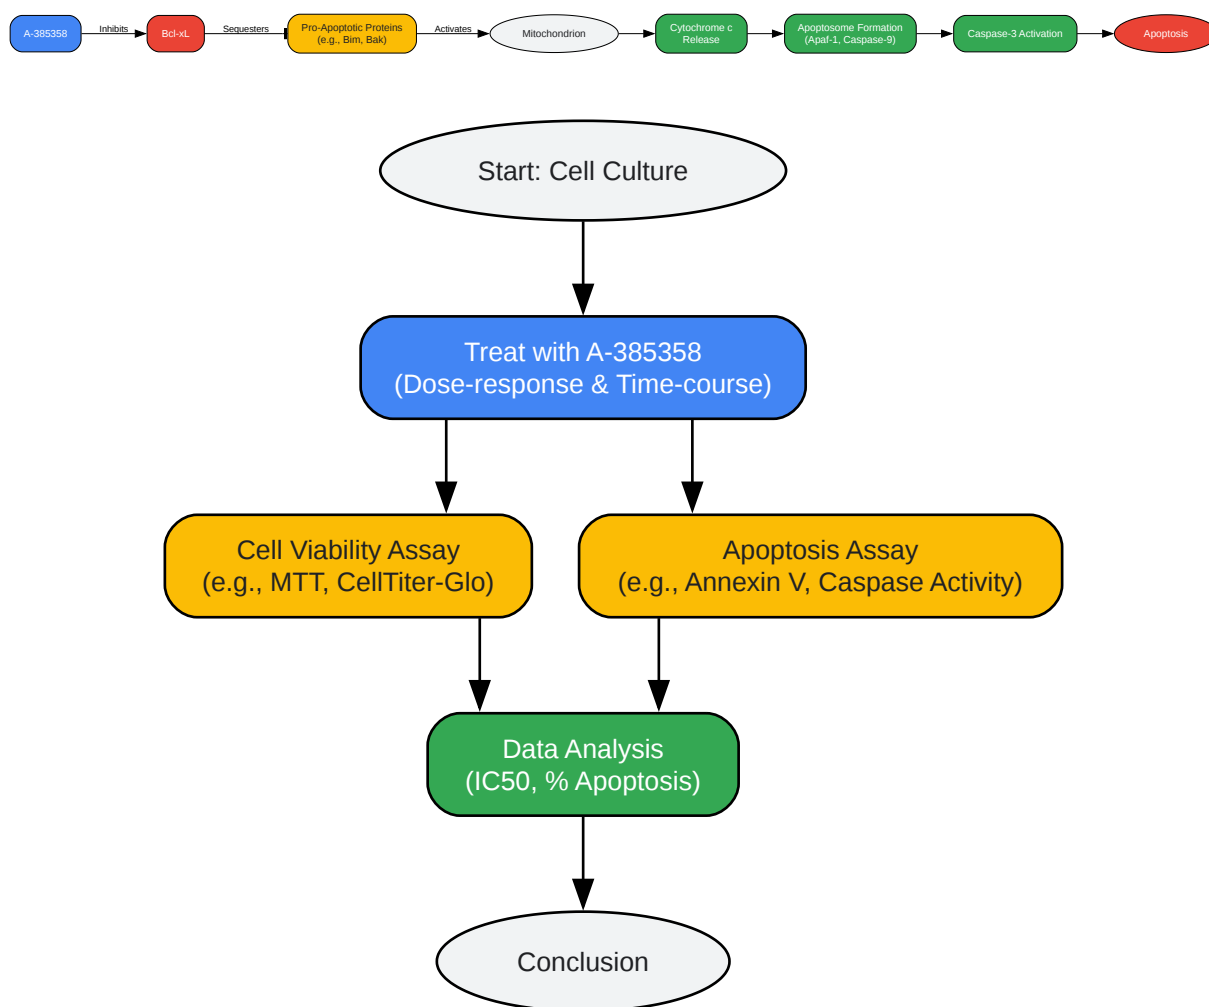 A-385358
Inhibits
Bcl-xL
Sequesters
Pro-Apoptotic Proteins
(e.g., Bim, Bak)
Activates
Mitochondrion
Cytochrome c
Release
Apoptosome Formation
(Apaf-1, Caspase-9)
Caspase-3 Activation
Apoptosis
Start: Cell Culture
Treat with A-385358
(Dose-response & Time-course)
Cell Viability Assay
(e.g., MTT, CellTiter-Glo)
Apoptosis Assay
(e.g., Annexin V, Caspase Activity)
Data Analysis
(IC50, % Apoptosis)
Conclusion